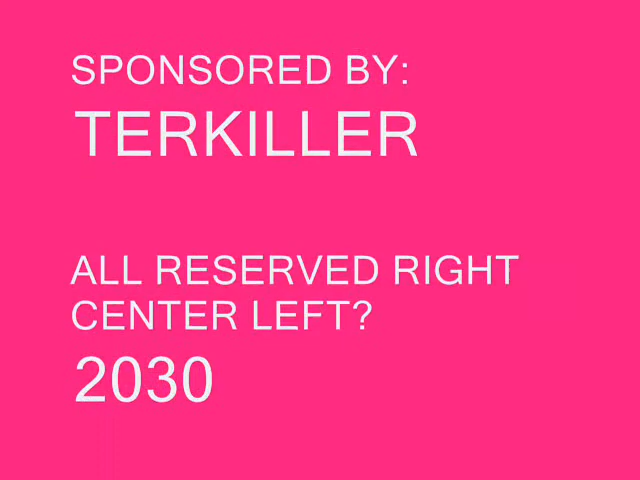 SPONSORED BY:
TERKILLER
ALL RESERVED RIGHT
CENTER LEFT?
2030